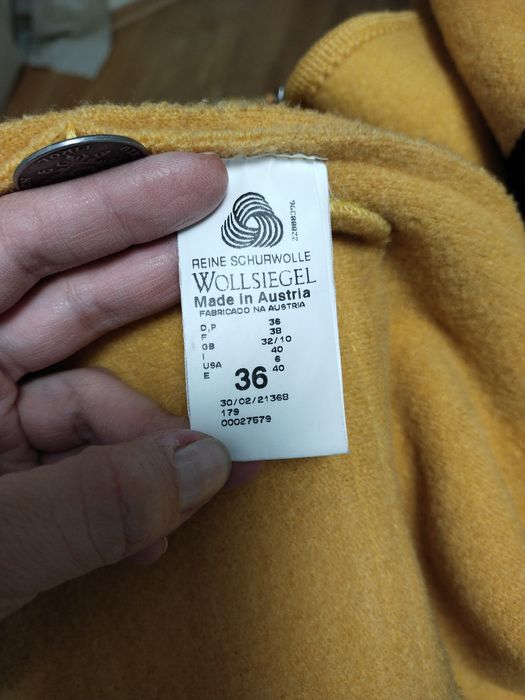 22888C96
REINE SCHURWOLLE
WOLLSIEGEL
Made in Austria
FABRICADO NA AUSTRIA
D,P 36
F 38
GB 32/10
I 40
USA 6
E 40
36
30/02/2136B
179
00027579